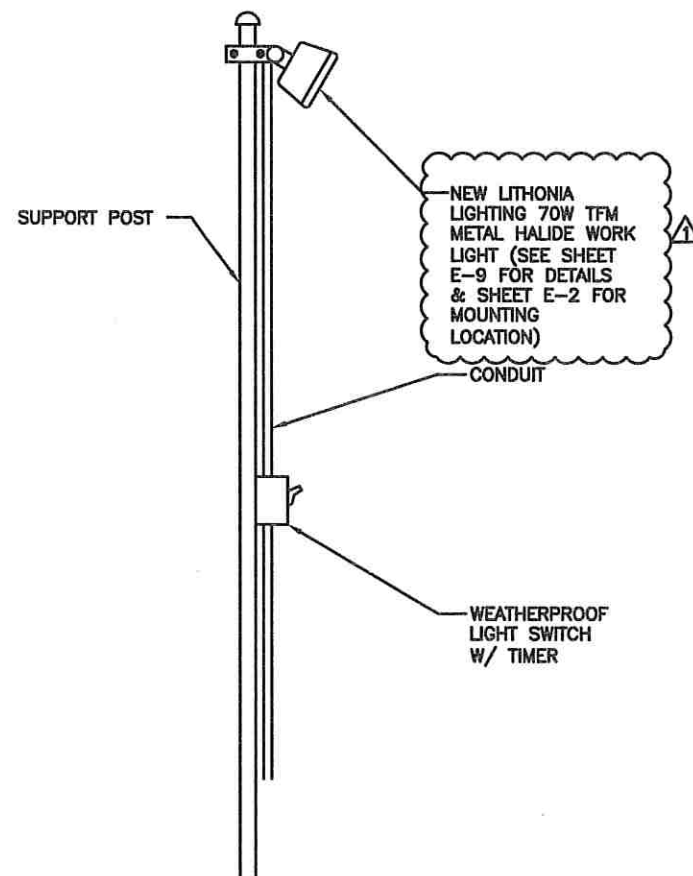 SUPPORT POST
NEW LITHONIA
LIGHTING 70W TFM
METAL HALIDE WORK
LIGHT (SEE SHEET
E-9 FOR DETAILS
& SHEET E-2 FOR
MOUNTING
LOCATION)
1
CONDUIT
WEATHERPROOF
LIGHT SWITCH
W/ TIMER